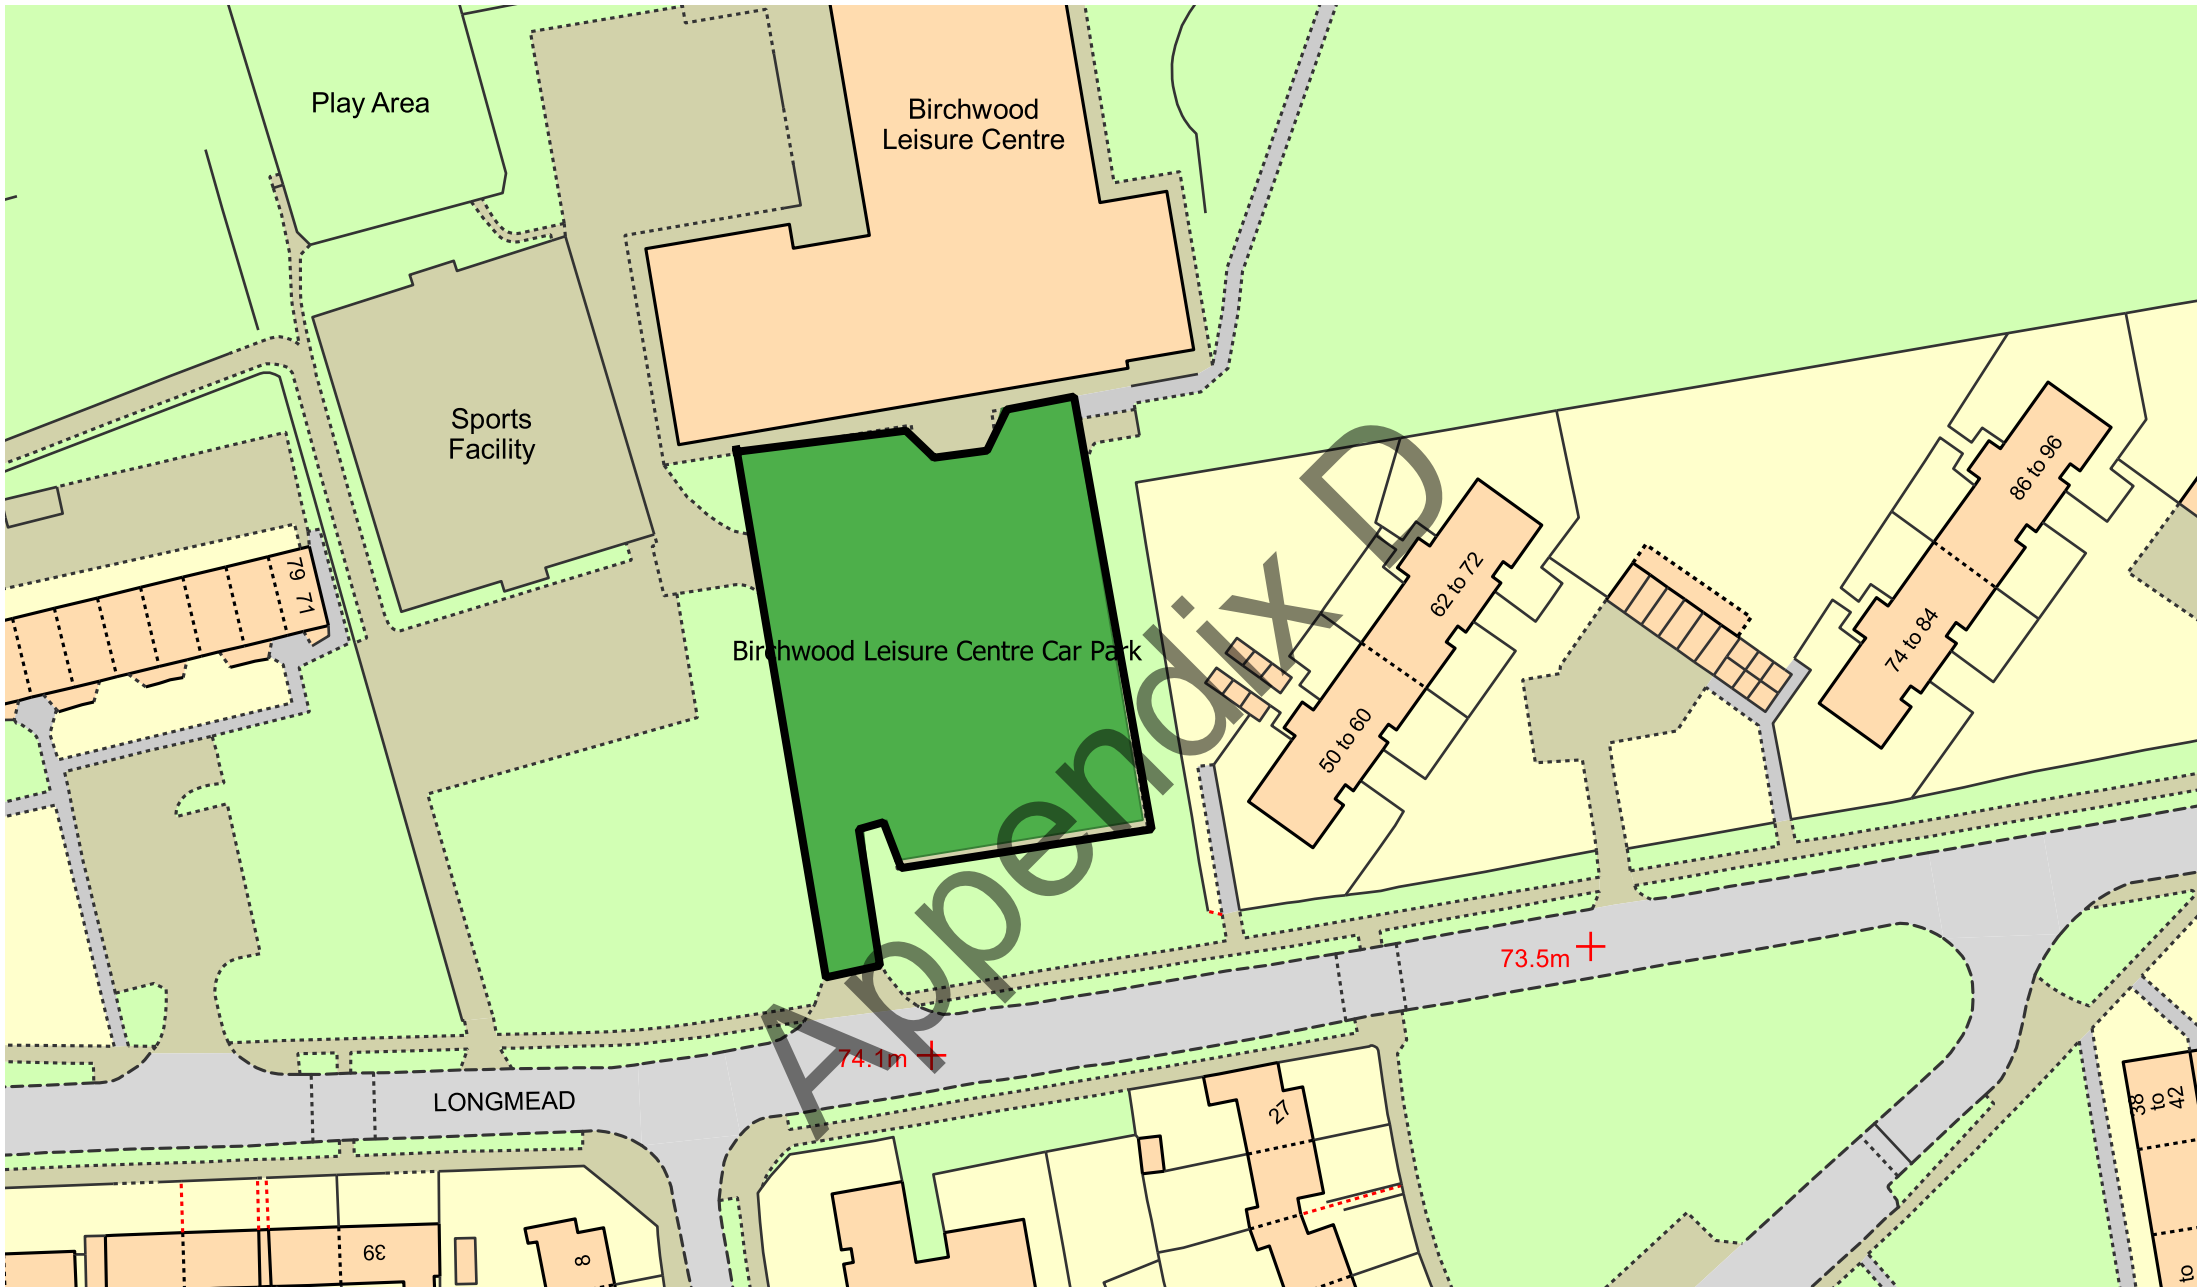 Play Area
Birchwood
Leisure Centre
Sports
Facility
79
71
Birchwood Leisure Centre Car Park
62 to 72
50 to 60
86 to 96
74 to 84
Appendix D
73.5m
74.1m
LONGMEAD
27
38
to
42
to
39
8